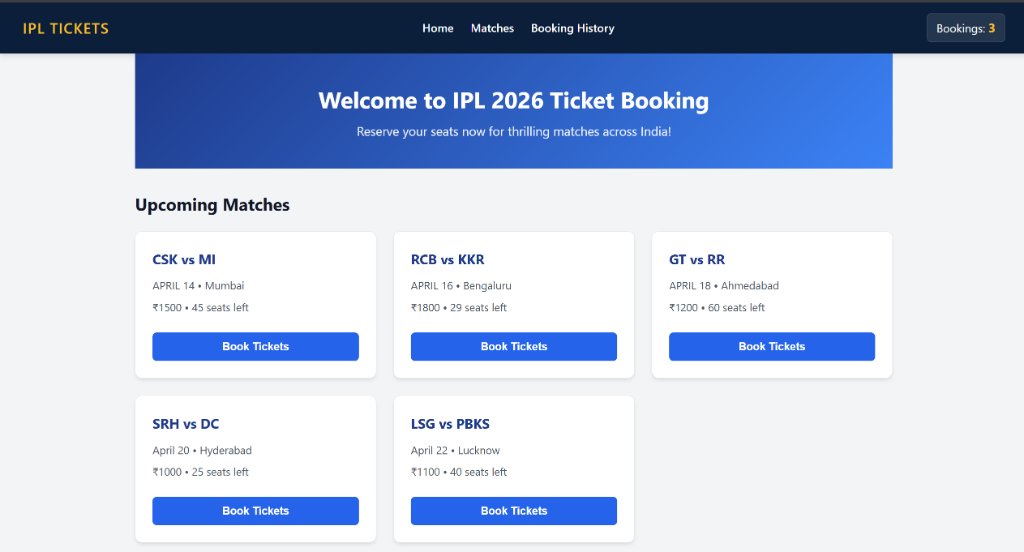 IPL TICKETS
Home Matches Booking History
Bookings: 3
Welcome to IPL 2026 Ticket Booking
Reserve your seats now for thrilling matches across India!
Upcoming Matches
CSK vs MI
APRIL 14 • Mumbai
₹1500 • 45 seats left
Book Tickets
RCB vs KKR
APRIL 16 • Bengaluru
₹1800 • 29 seats left
Book Tickets
GT vs RR
APRIL 18 • Ahmedabad
₹1200 • 60 seats left
Book Tickets
SRH vs DC
April 20 • Hyderabad
₹1000 • 25 seats left
Book Tickets
LSG vs PBKS
April 22 • Lucknow
₹1100 • 40 seats left
Book Tickets